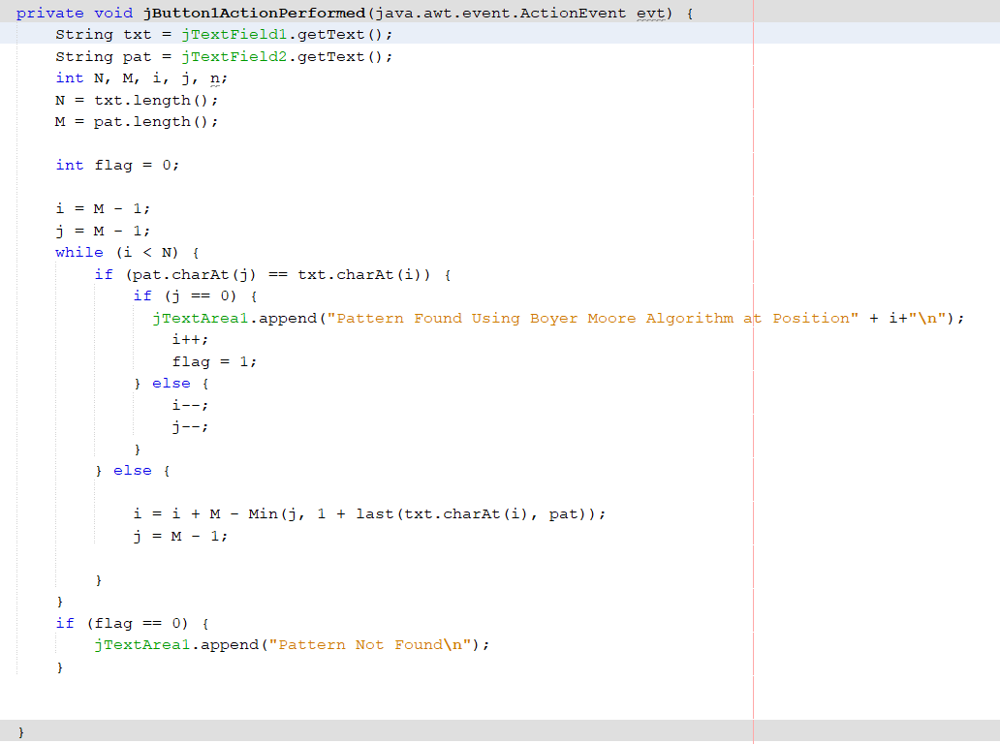 private void jButton1ActionPerformed(java.awt.event.ActionEvent evt) {
String txt = jTextField1.getText();
String pat = jTextField2.getText();
int N, M, i, j, n;
N = txt.length();
M = pat.length();
int flag = 0;
i = M - 1;
j = M - 1;
while (i < N) {
if (pat.charAt(j) == txt.charAt(i)) {
if (j == 0) {
jTextArea1.append("Pattern Found Using Boyer Moore Algorithm at Position" + i+"\n");
i++;
flag = 1;
} else {
i--;
j--;
}
} else {
i = i + M - Min(j, 1 + last(txt.charAt(i), pat));
j = M - 1;
}
}
if (flag == 0) {
jTextArea1.append("Pattern Not Found\n");
}
}